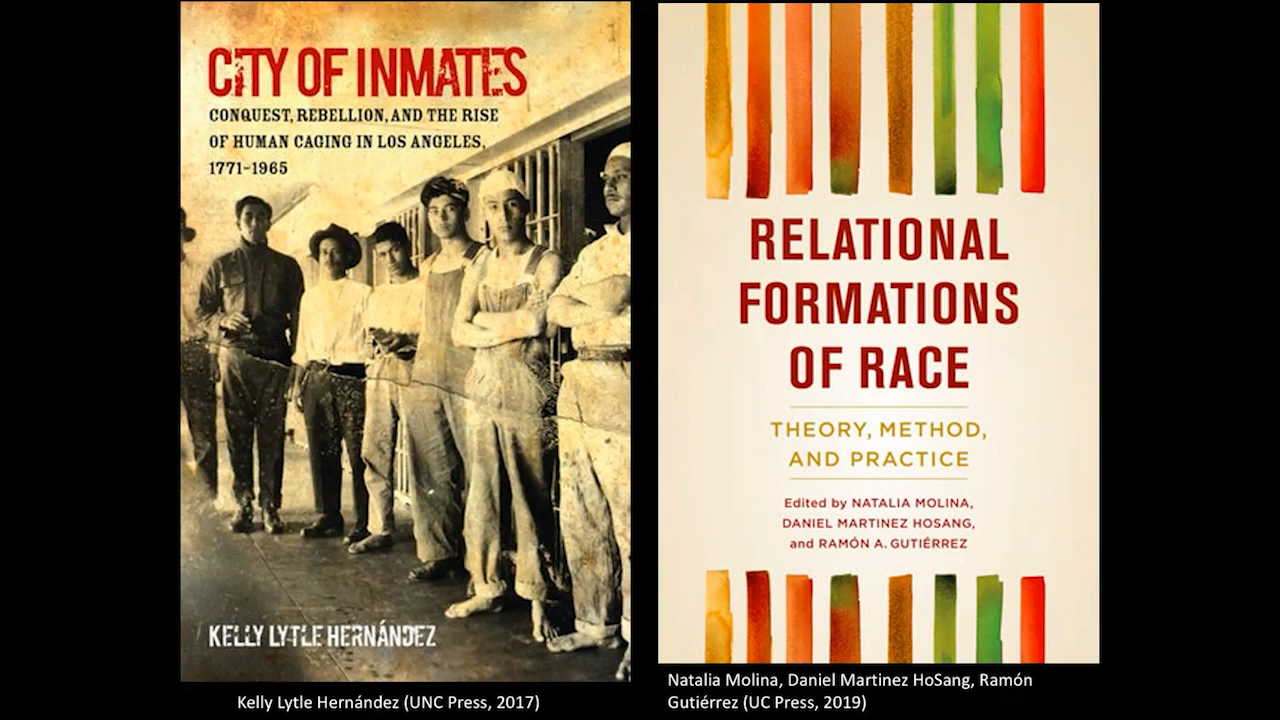 CITY OF INMATES
CONQUEST, REBELLION, AND THE RISE
OF HUMAN CAGING IN LOS ANGELES,
1771–1965
KELLY LYTLE HERNÁNDEZ
Kelly Lytle Hernández (UNC Press, 2017)
RELATIONAL
FORMATIONS
OF RACE
THEORY, METHOD,
AND PRACTICE
Edited by NATALIA MOLINA,
DANIEL MARTINEZ HOSANG,
and RAMÓN A. GUTIÉRREZ
Natalia Molina, Daniel Martinez HoSang, Ramón
Gutiérrez (UC Press, 2019)